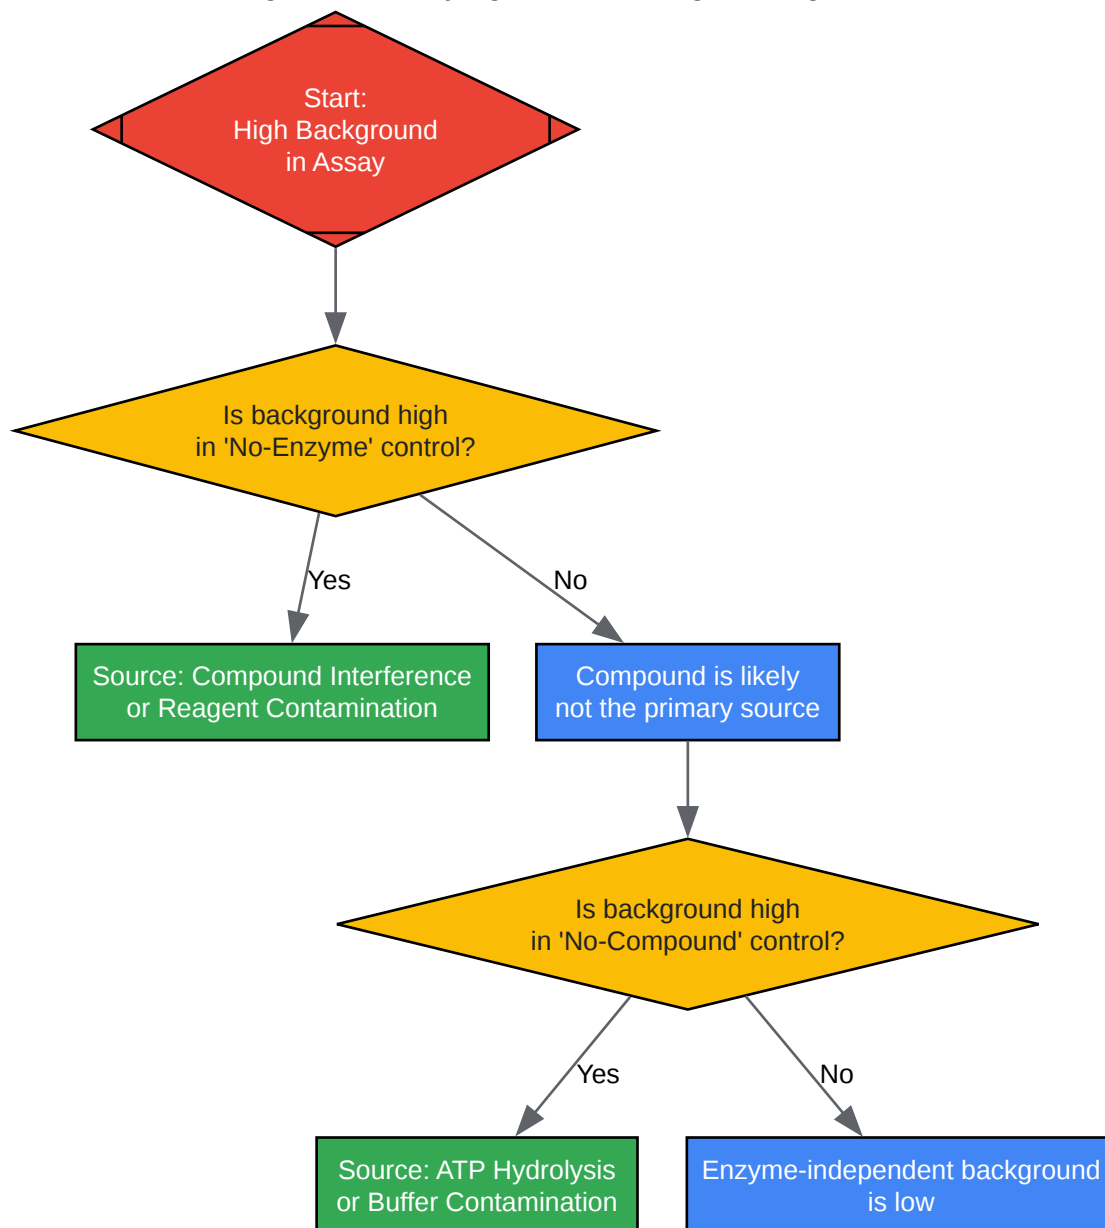 Start:
High Background
in Assay
Is background high
in 'No-Enzyme' control?
Yes
No
Source: Compound Interference
or Reagent Contamination
Compound is likely
not the primary source
Is background high
in 'No-Compound' control?
Yes
No
Source: ATP Hydrolysis
or Buffer Contamination
Enzyme-independent background
is low